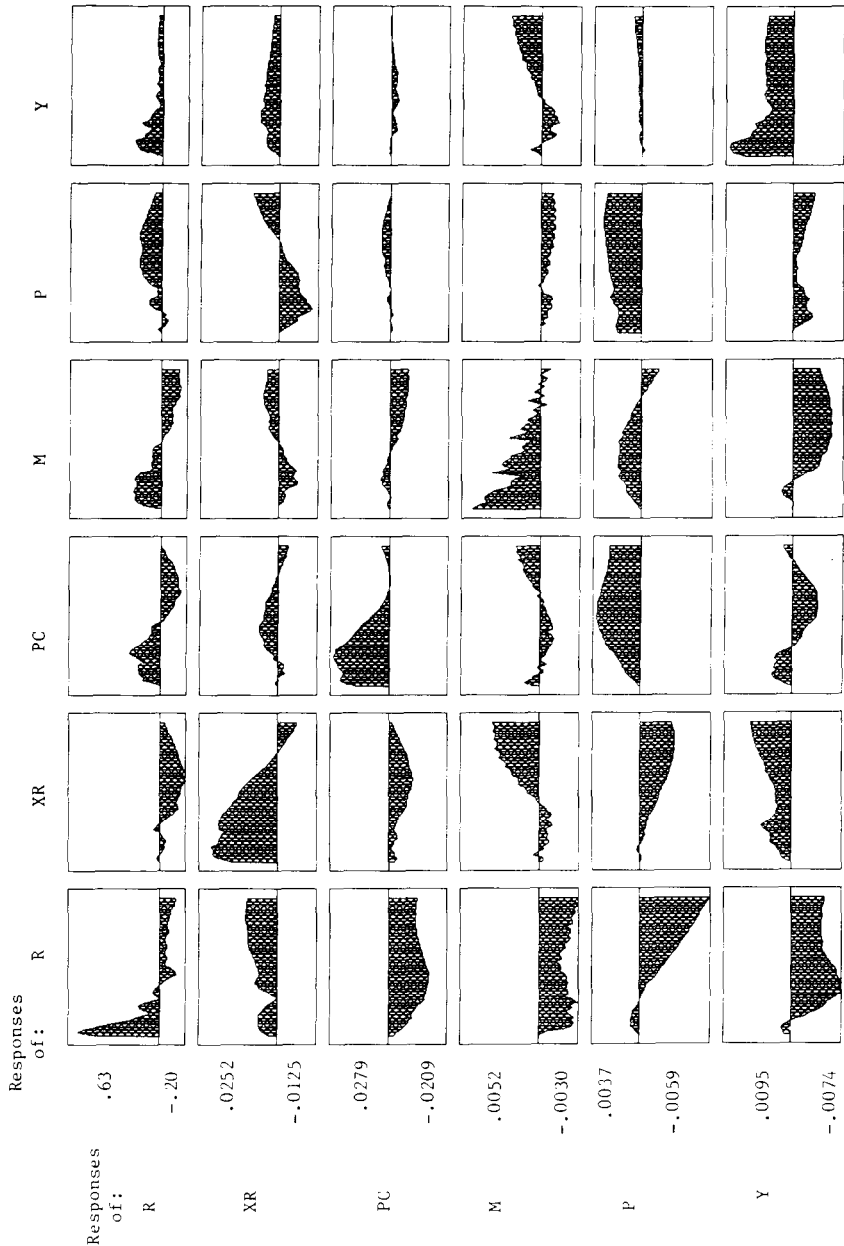 Responses
of:
R XR PC M P Y
Responses
of:
R
.63
-.20
XR
.0252
-.0125
PC
.0279
-.0209
M
.0052
-.0030
P
.0037
-.0059
Y
.0095
-.0074